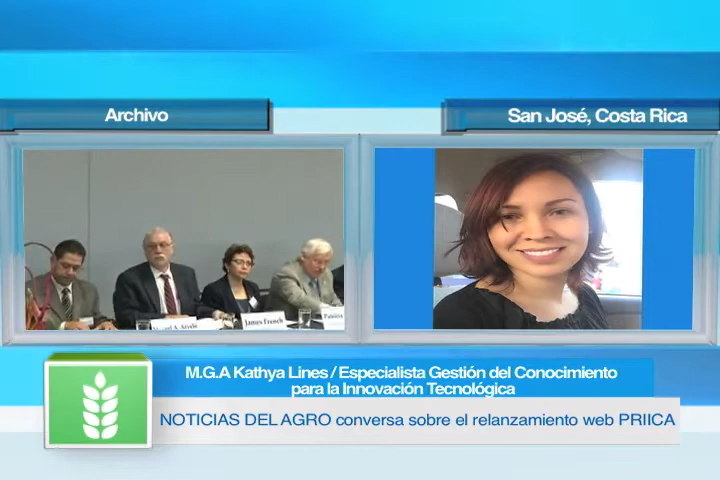 Archivo
San José, Costa Rica
James French
M.G.A Kathya Lines / Especialista Gestión del Conocimiento
para la Innovación Tecnológica
NOTICIAS DEL AGRO conversa sobre el relanzamiento web PRIICA